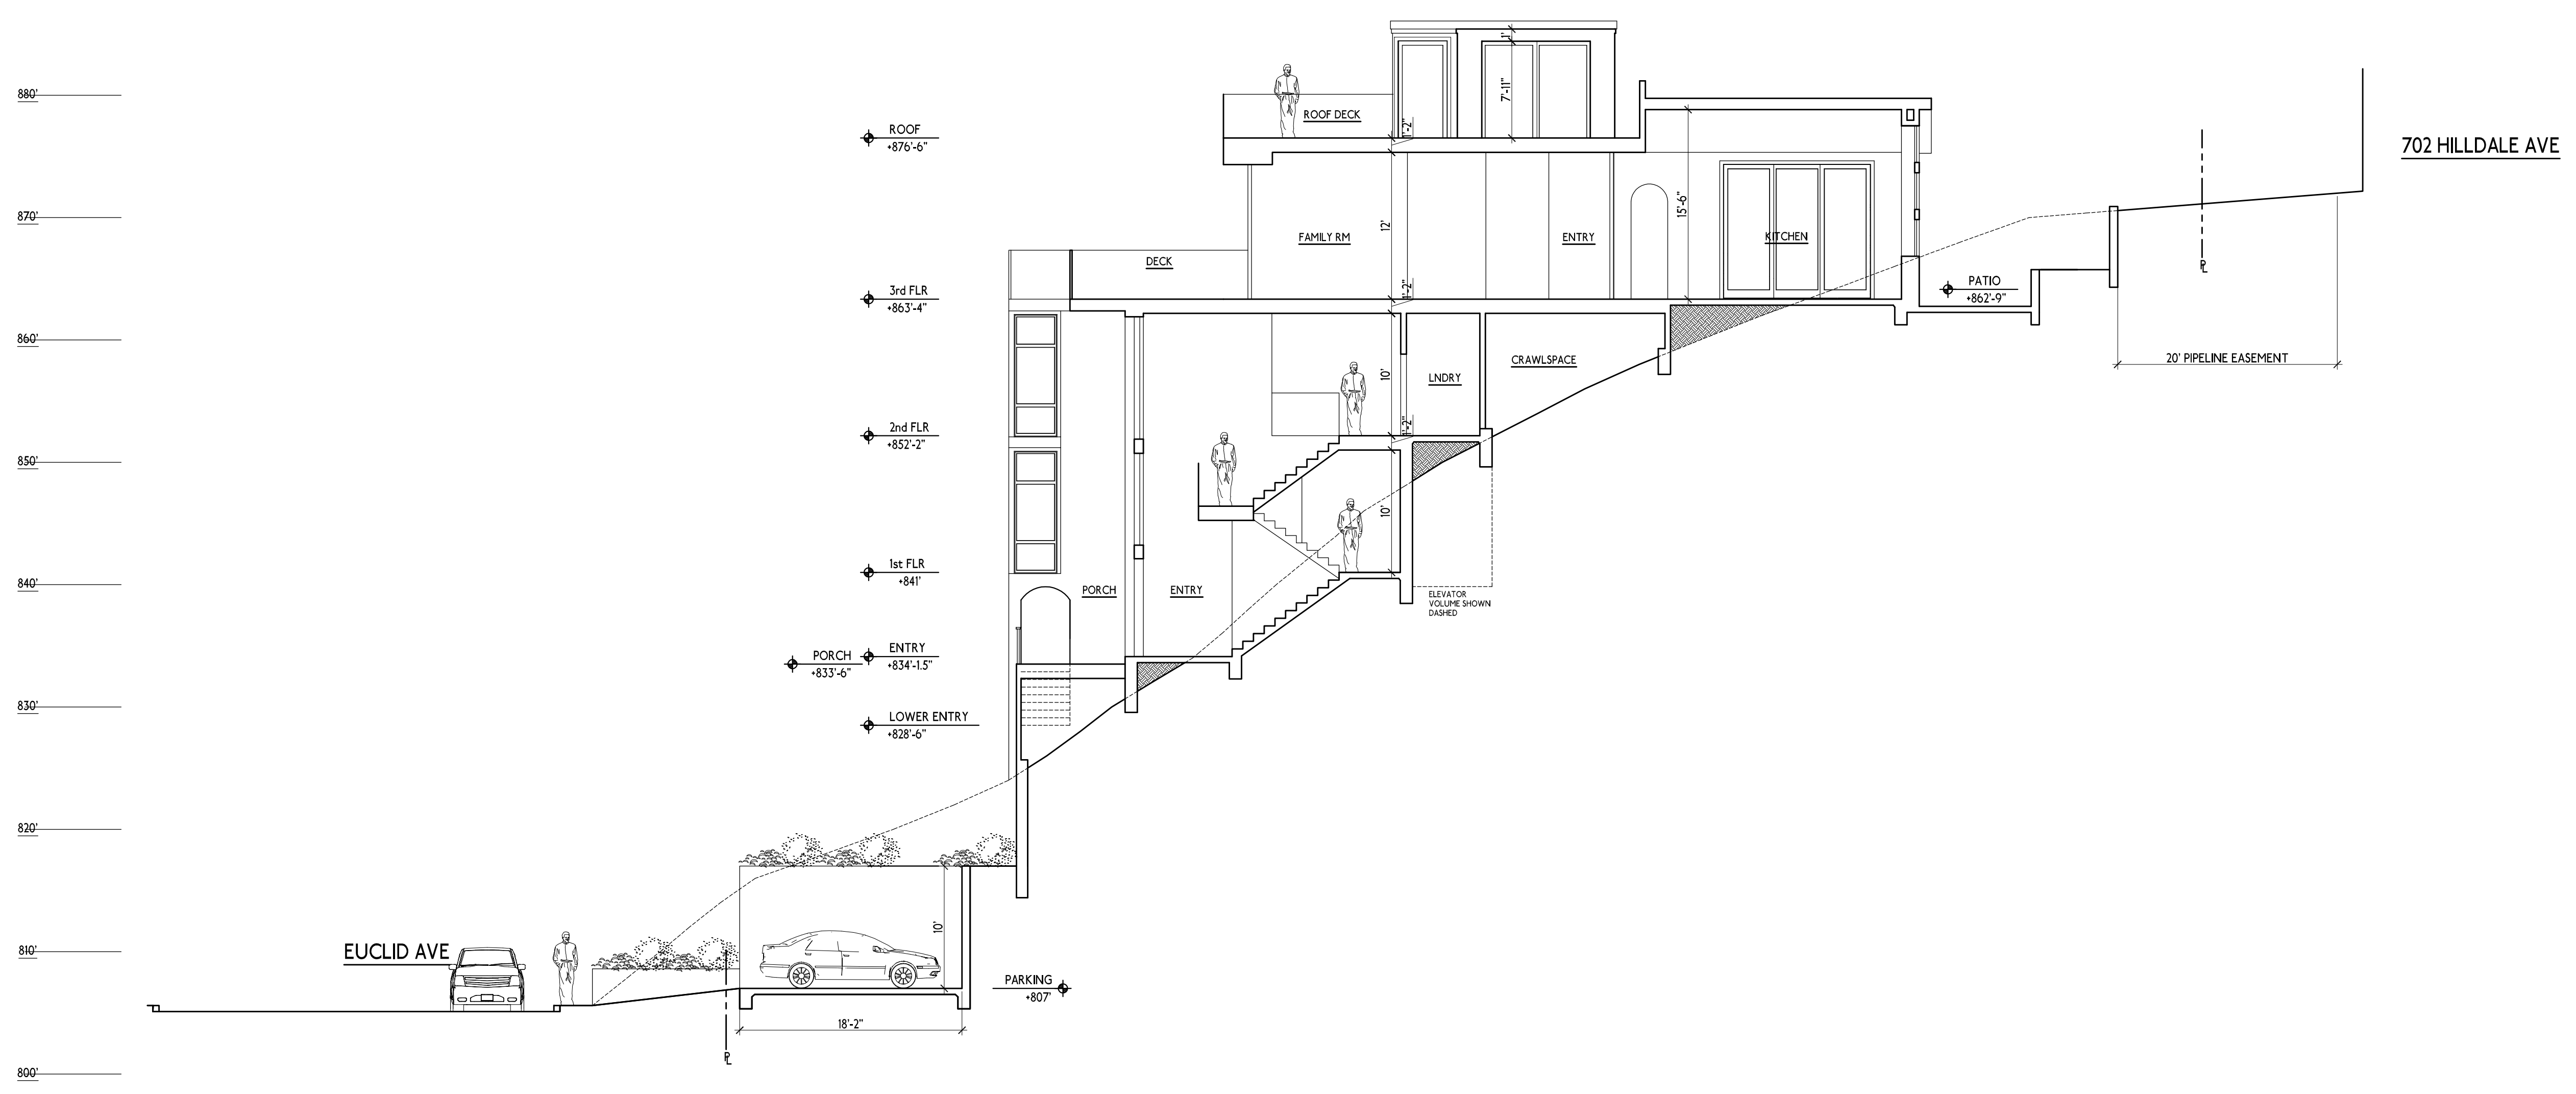 880'
870'
860'
850'
840'
830'
820'
810'
800'
ROOF
+876'-6"
3rd FLR
+863'-4"
2nd FLR
+852'-2"
1st FLR
+841'
ENTRY
+834'-1.5"
PORCH
+833'-6"
LOWER ENTRY
+828'-6"
ROOF DECK
1'
7'-11"
1'-2"
FAMILY RM
12'
ENTRY
15'-6"
KITCHEN
DECK
1'-2"
10'
LNDRY
CRAWLSPACE
1'-2"
10'
PORCH
ENTRY
ELEVATOR
VOLUME SHOWN
DASHED
PATIO
+862'-9"
20' PIPELINE EASEMENT
PL
702 HILLDALE AVE
EUCLID AVE
10'
PARKING
+807'
18'-2"
PL